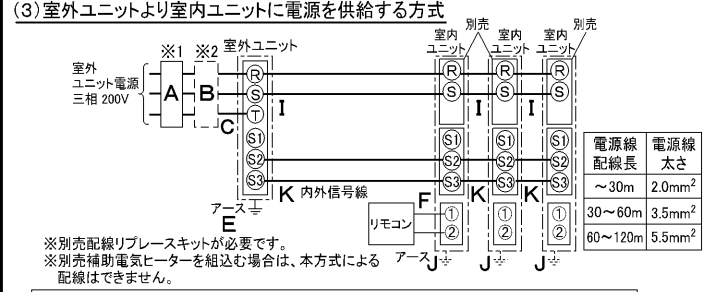 (3)室外ユニットより室内ユニットに電源を供給する方式
※1 ※2 室外ユニット
室内ユニット 別売 室内ユニット 室内ユニット 別売
室外
ユニット電源
三相 200V
A B C
R R R R
S I S I S I S
T
S1 S1 S1 S1
S2 S2 S2 S2
S3 K 内外信号線 S3 K S3 K S3
F
リモコン
① ① ①
② ② ②
アース
E
アース J J J
電源線配線長 電源線太さ
～30m 2.0mm²
30～60m 3.5mm²
60～120m 5.5mm²
※別売配線リプレースキットが必要です。
※別売補助電気ヒーターを組込む場合は、本方式による
配線はできません。